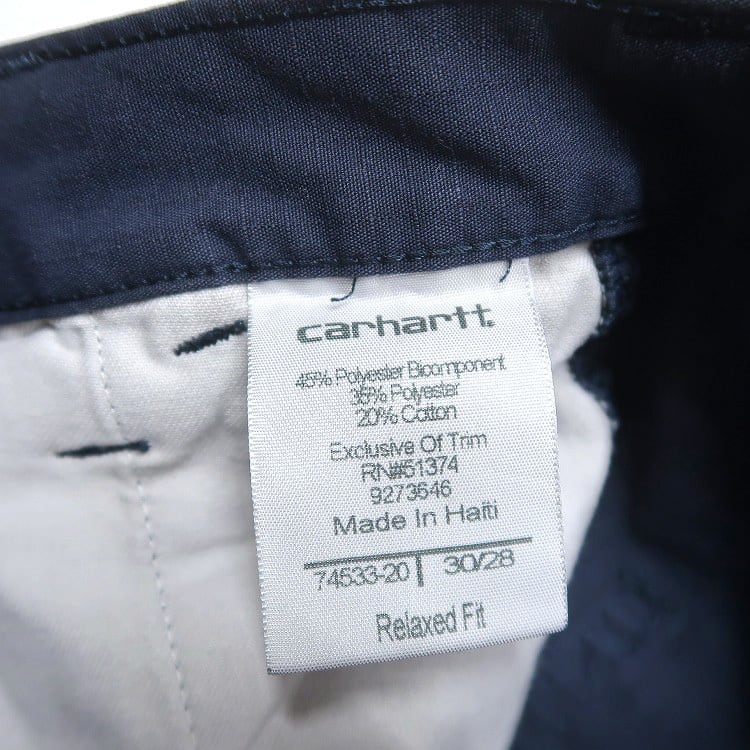 carhartt.
45% Polyester Bicomponent
35% Polyester
20% Cotton
Exclusive Of Trim
RN#51374
9273546
Made In Haiti
74533-20 | 30/28
Relaxed Fit